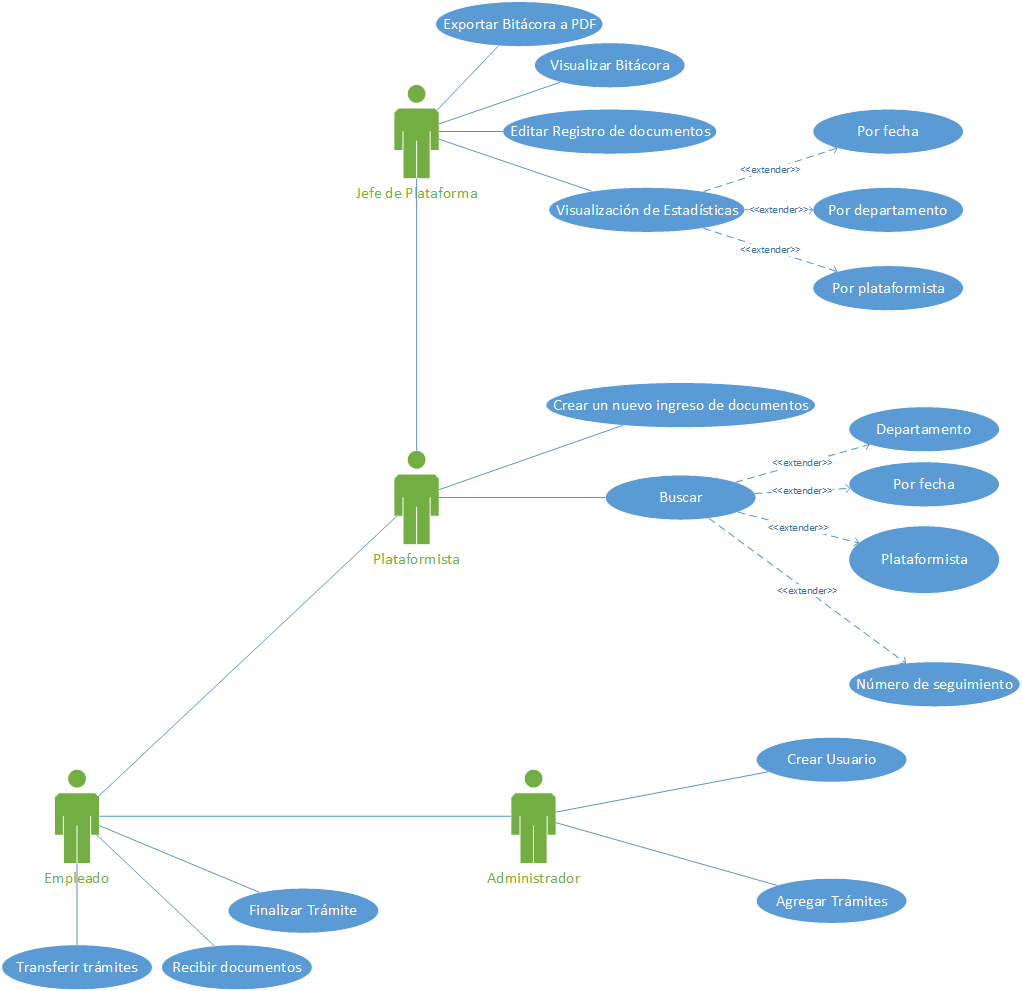 Exportar Bitácora a PDF
Visualizar Bitácora
Editar Registro de documentos
Por fecha
<<extender>>
Jefe de Plataforma
Visualización de Estadísticas
<<extender>>
Por departamento
<<extender>>
Por plataformista
Crear un nuevo ingreso de documentos
Departamento
<<extender>>
Por fecha
<<extender>>
Buscar
<<extender>>
Plataformista
Plataformista
<<extender>>
Número de seguimiento
Crear Usuario
Empleado
Administrador
Agregar Trámites
Finalizar Trámite
Transferir trámites
Recibir documentos